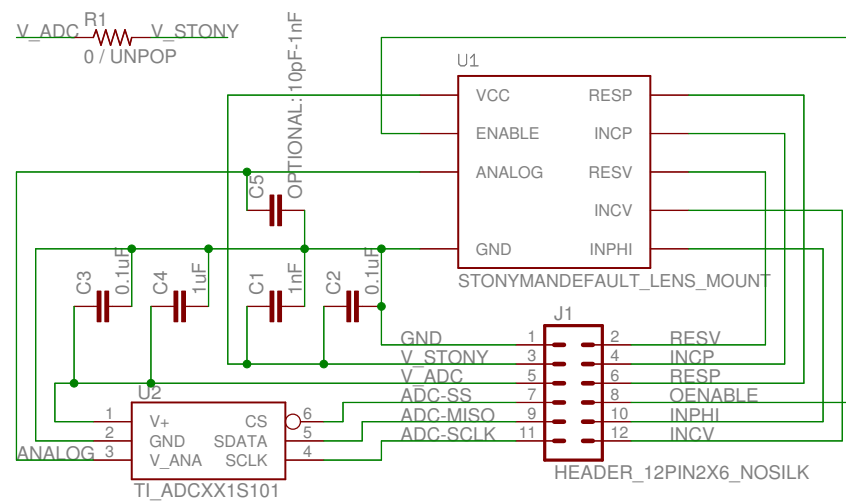 R1
V_ADC V_STONY
0 / UNPOP
OPTIONAL: 10pF-1nF
U1
VCC RESP
ENABLE INCP
ANALOG RESV
INCV
GND INPHI
STONYMANDEFAULT_LENS_MOUNT
C5
C3 0.1uF
C4 1uF
C1 1nF
C2 0.1uF
J1
GND 1 2 RESV
V_STONY 3 4 INCP
V_ADC 5 6 RESP
ADC-SS 7 8 OENABLE
ADC-MISO 9 10 INPHI
ADC-SCLK 11 12 INCV
HEADER_12PIN2X6_NOSILK
U2
1 V+ CS 6
2 GND SDATA 5
ANALOG 3 V_ANA SCLK 4
TI_ADCXX1S101